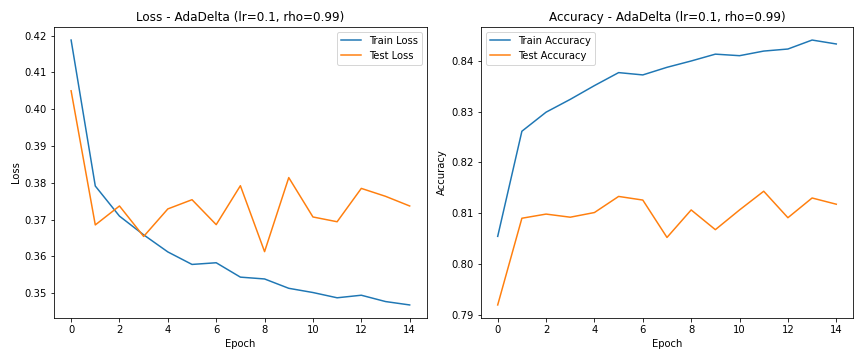 Loss - AdaDelta (lr=0.1, rho=0.99)
Train Loss
Test Loss
0.42
0.41
0.40
0.39
0.38
0.37
0.36
0.35
Loss
0 2 4 6 8 10 12 14
Epoch
Accuracy - AdaDelta (lr=0.1, rho=0.99)
Train Accuracy
Test Accuracy
0.84
0.83
0.82
0.81
0.80
0.79
Accuracy
0 2 4 6 8 10 12 14
Epoch